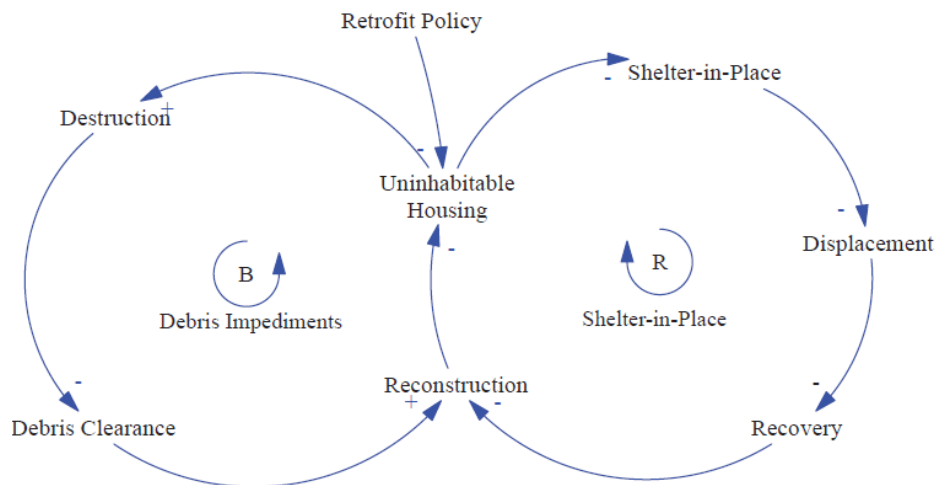 Retrofit Policy
Shelter-in-Place
-
Destruction
+
-
Uninhabitable
Housing
-
-
Displacement
B
R
Debris Impediments
Shelter-in-Place
-
Reconstruction
-
+
-
Debris Clearance
Recovery